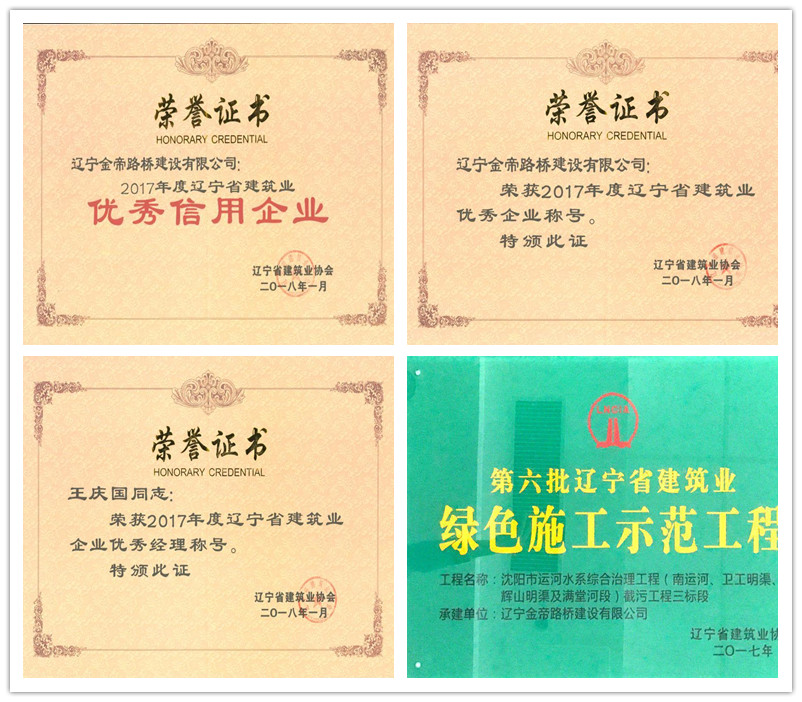 荣誉证书
HONORARY CREDENTIAL
辽宁金帝路桥建设有限公司:
2017年度辽宁省建筑业
优秀信用企业
辽宁省建筑业协会
二〇一八年一月
荣誉证书
HONORARY CREDENTIAL
辽宁金帝路桥建设有限公司:
荣获2017年度辽宁省建筑业
优秀企业称号。
特颁此证
辽宁省建筑业协会
二〇一八年一月
荣誉证书
HONORARY CREDENTIAL
王庆国同志:
荣获2017年度辽宁省建筑业
企业优秀经理称号。
特颁此证
辽宁省建筑业协会
二〇一八年一月
第六批辽宁省建筑业
绿色施工示范工程
工程名称：沈阳市运河水系综合治理工程（南运河、卫工明渠、
辉山明渠及满堂河段）截污工程三标段
承建单位：辽宁金帝路桥建设有限公司
辽宁省建筑业协
二〇一七年